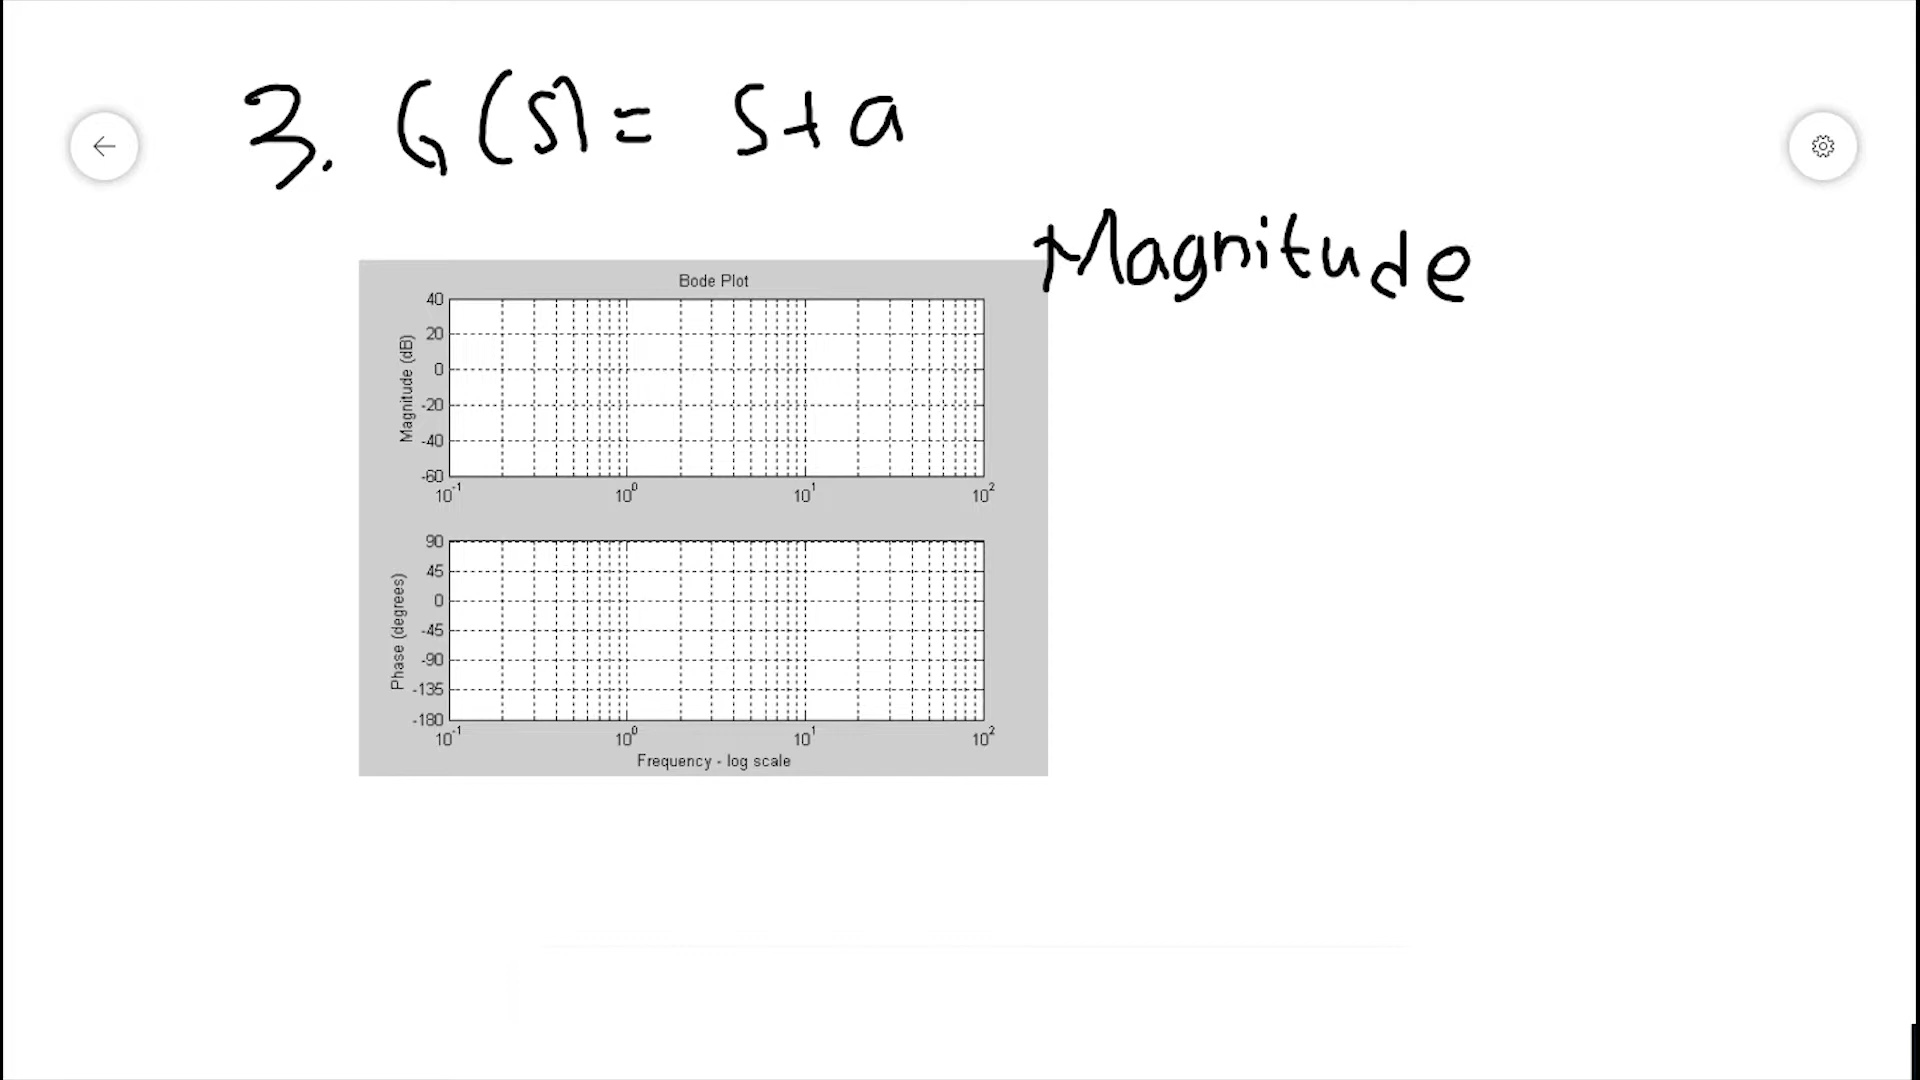 3. G(s) = s+a
Magnitude
Bode Plot
Magnitude (dB)
40
20
0
-20
-40
-60
10^-1 10^0 10^1 10^2
Phase (degrees)
90
45
0
-45
-90
-135
-180
10^-1 10^0 10^1 10^2
Frequency - log scale